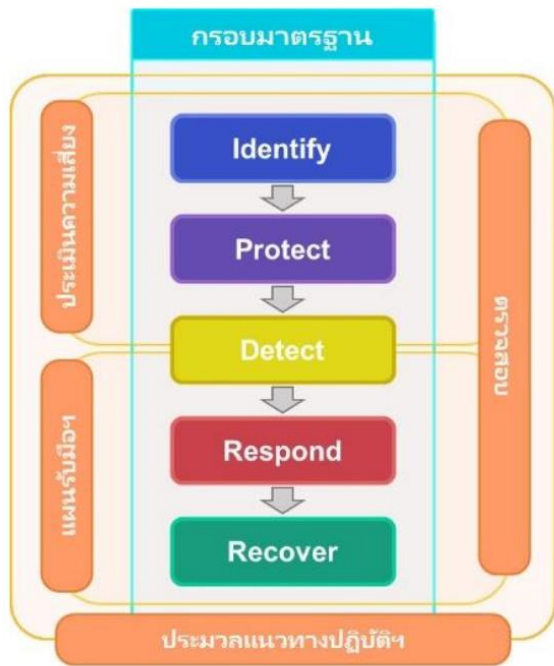 กรอบมาตรฐาน
ประเมินความเสี่ยง
แผนรับมือฯ
Identify
Protect
Detect
Respond
Recover
ตรวจสอบ
ประมวลแนวทางปฏิบัติฯ